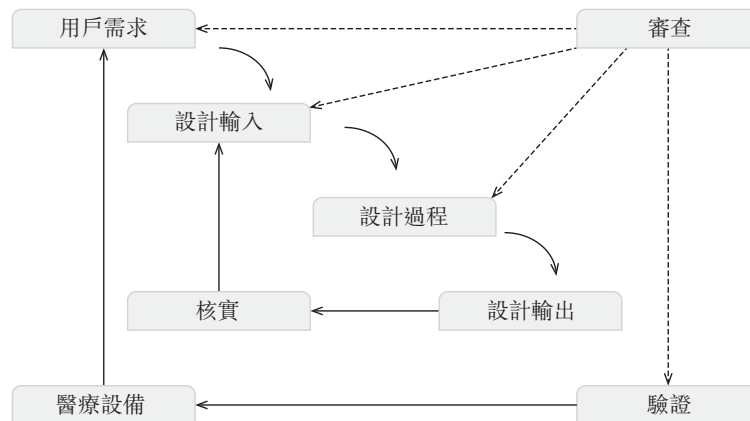 用戶需求
審查
設計輸入
設計過程
核實
設計輸出
醫療設備
驗證